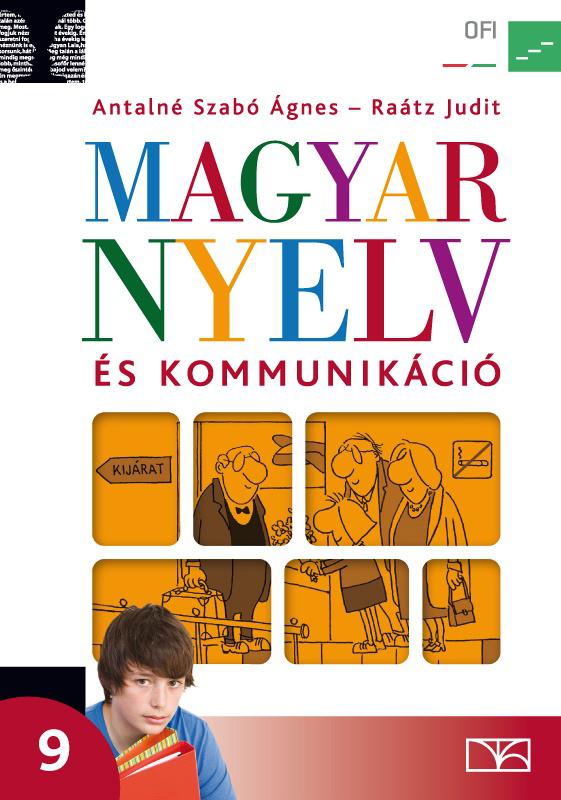 OFI
Antalné Szabó Ágnes – Raátz Judit
MAGYAR
NYELV
ÉS KOMMUNIKÁCIÓ
KIJÁRAT
9